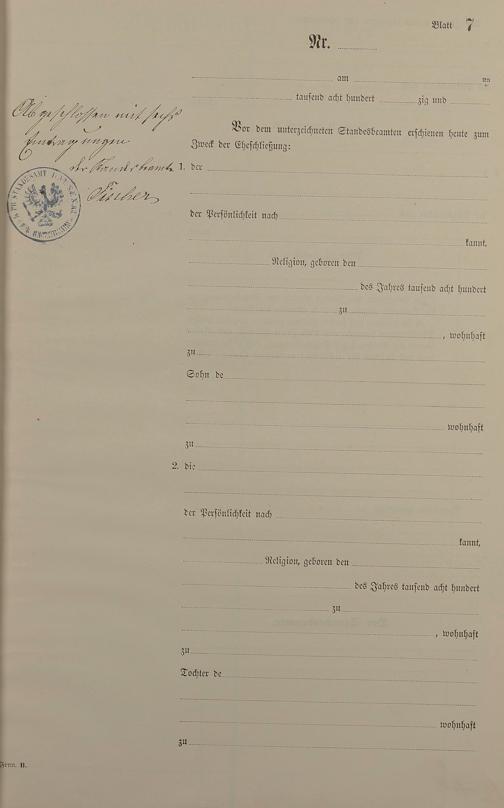 Blatt 7
Nr.
am
tausend acht hundert zig und
Abgeschlossen mit sechs
Eintragungen
Vor dem unterzeichneten Standesbeamten erschienen heute zum
Zweck der Eheschließung:
der Standesbeamte
Fischer
1. der
der Persönlichkeit nach
kannt,
Religion, geboren den
des Jahres tausend acht hundert
zu
, wohnhaft
zu
Sohn de
wohnhaft
zu
2. die
der Persönlichkeit nach
kannt,
Religion, geboren den
des Jahres tausend acht hundert
zu
, wohnhaft
zu
Tochter de
wohnhaft
zu
Form. B.